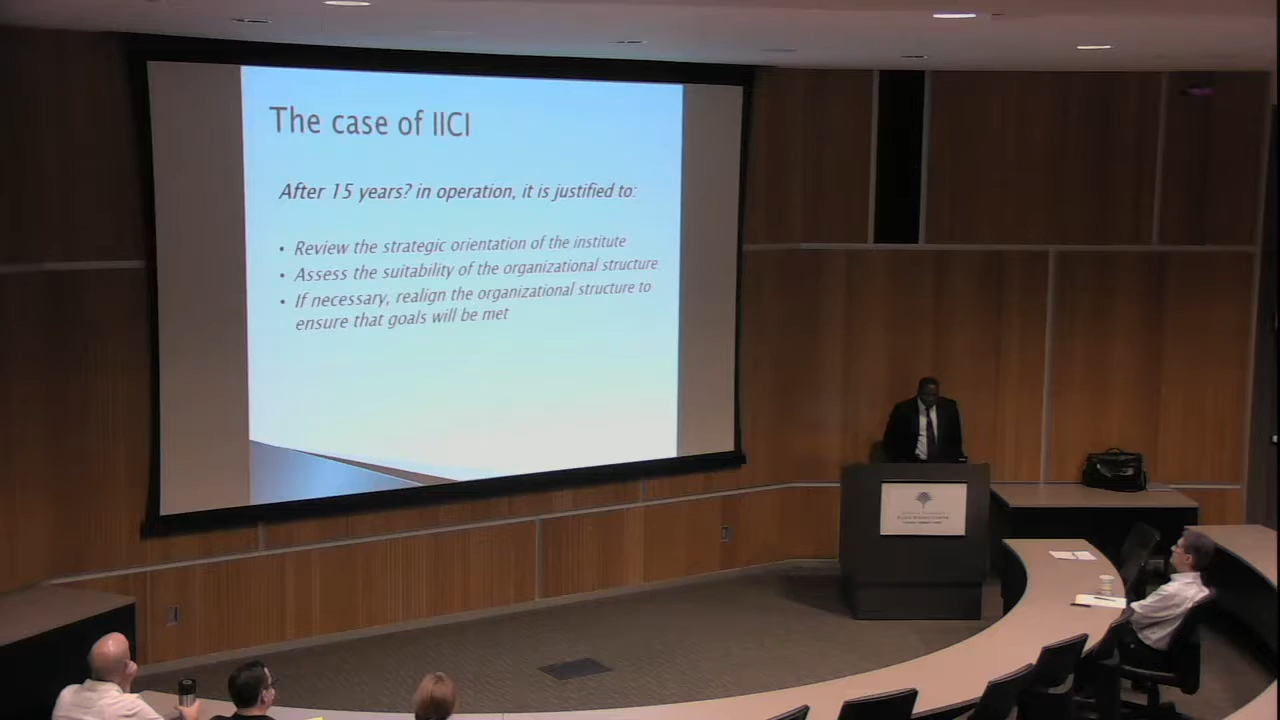 The case of IICI
After 15 years? in operation, it is justified to:
• Review the strategic orientation of the institute
• Assess the suitability of the organizational structure
• If necessary, realign the organizational structure to
ensure that goals will be met